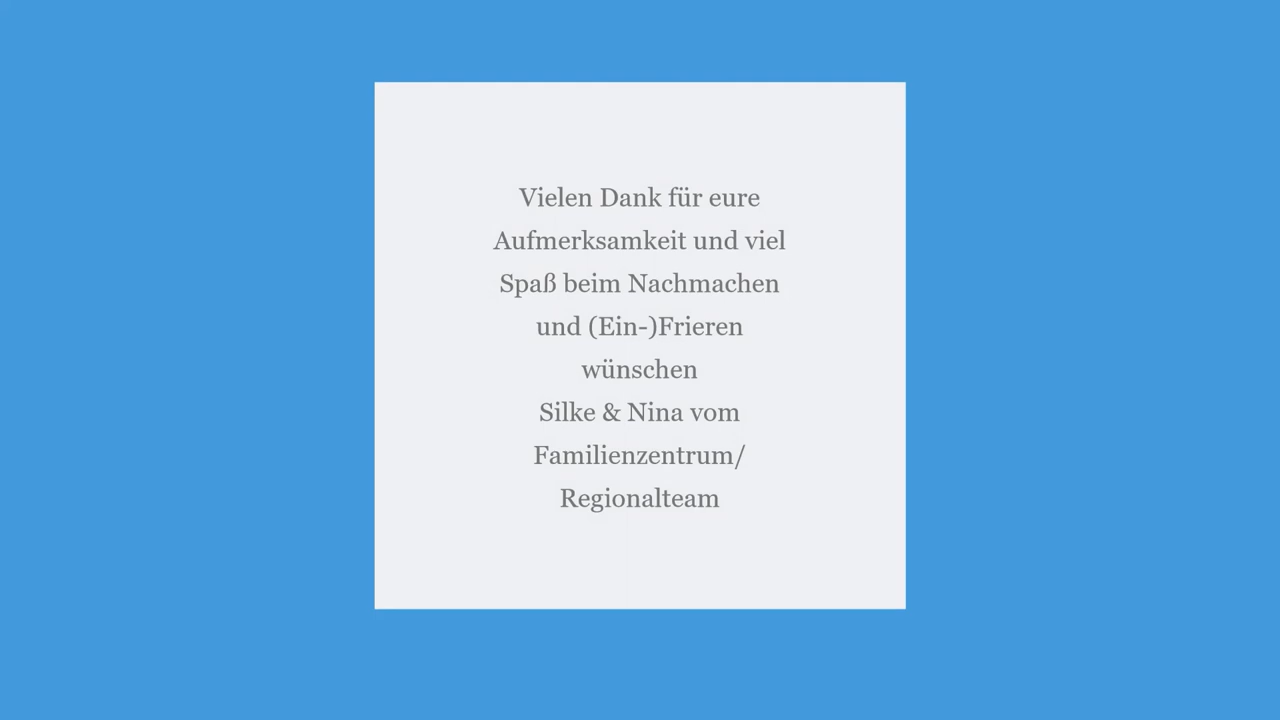 Vielen Dank für eure
Aufmerksamkeit und viel
Spaß beim Nachmachen
und (Ein-)Frieren
wünschen
Silke & Nina vom
Familienzentrum/
Regionalteam